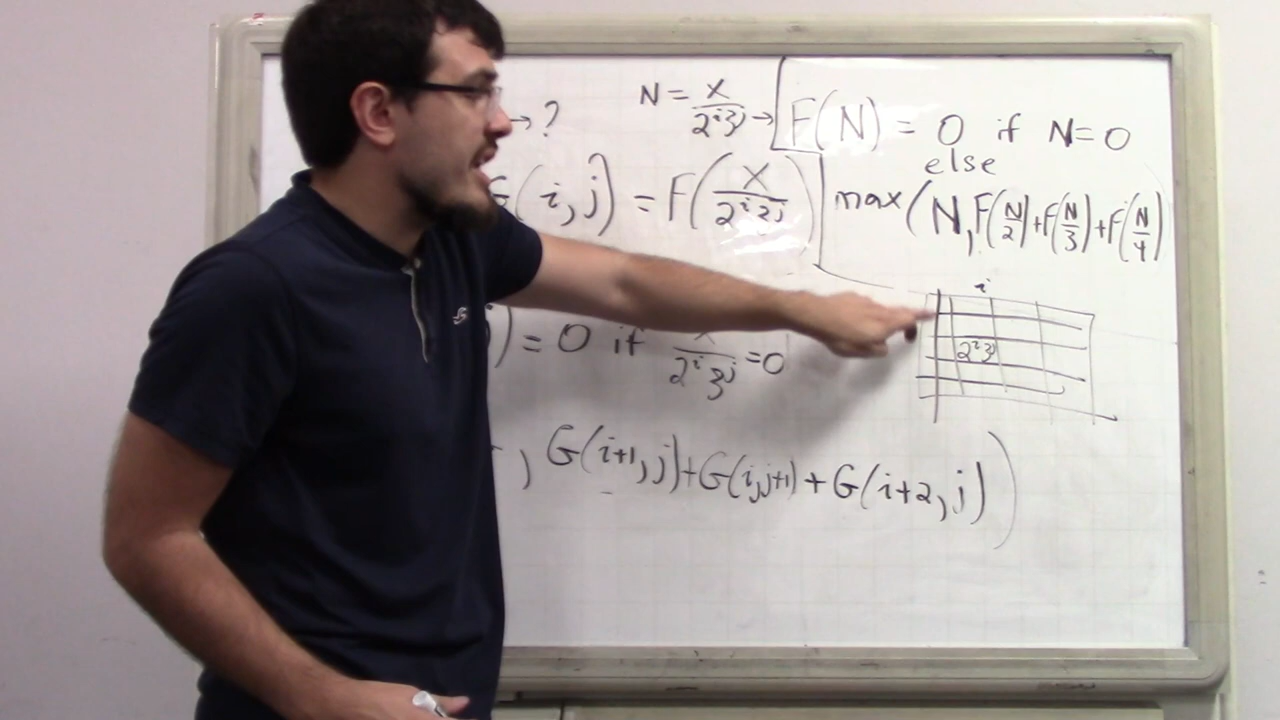 → ?
N = x / 2^i 3^j →
F(N) = 0 if N=0
else
max(N, F(N/2) + F(N/3) + F(N/4)
G(i,j) = F(x / 2^i 3^j)
i
2^i 3^j
) = 0 if x / 2^i 3^j = 0
, G(i+1, j) + G(i, j+1) + G(i+2, j))